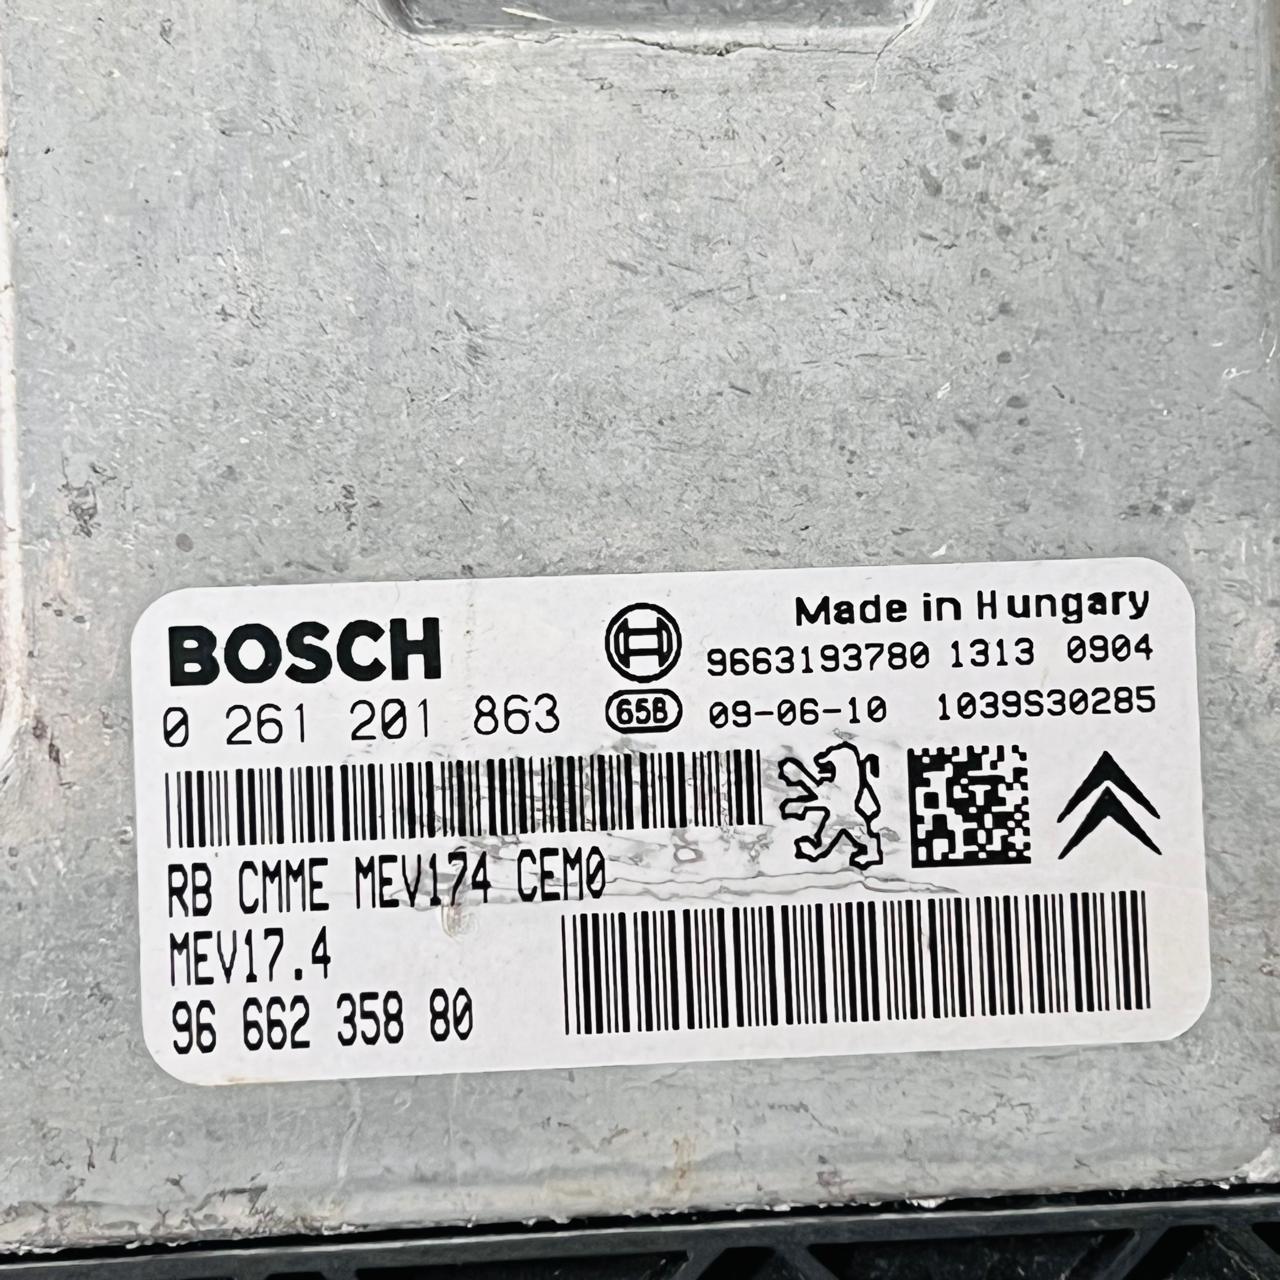 BOSCH
Made in Hungary
9663193780 1313 0904
0 261 201 863
65B
09-06-10 1039S30285
RB CMME MEV174 CEM0
MEV17.4
96 662 358 80